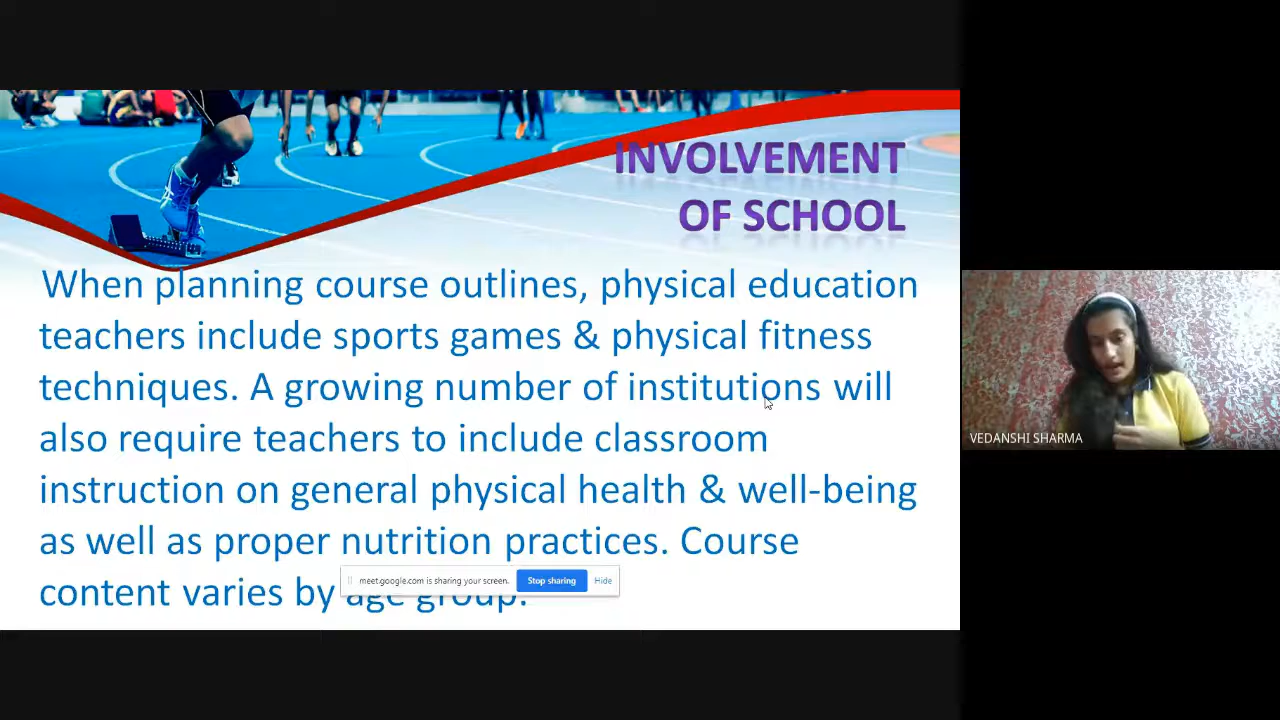 INVOLVEMENT
OF SCHOOL
When planning course outlines, physical education
teachers include sports games & physical fitness
techniques. A growing number of institutions will
also require teachers to include classroom
instruction on general physical health & well-being
as well as proper nutrition practices. Course
content varies by age group.
meet.google.com is sharing your screen. Stop sharing Hide
VEDANSHI SHARMA